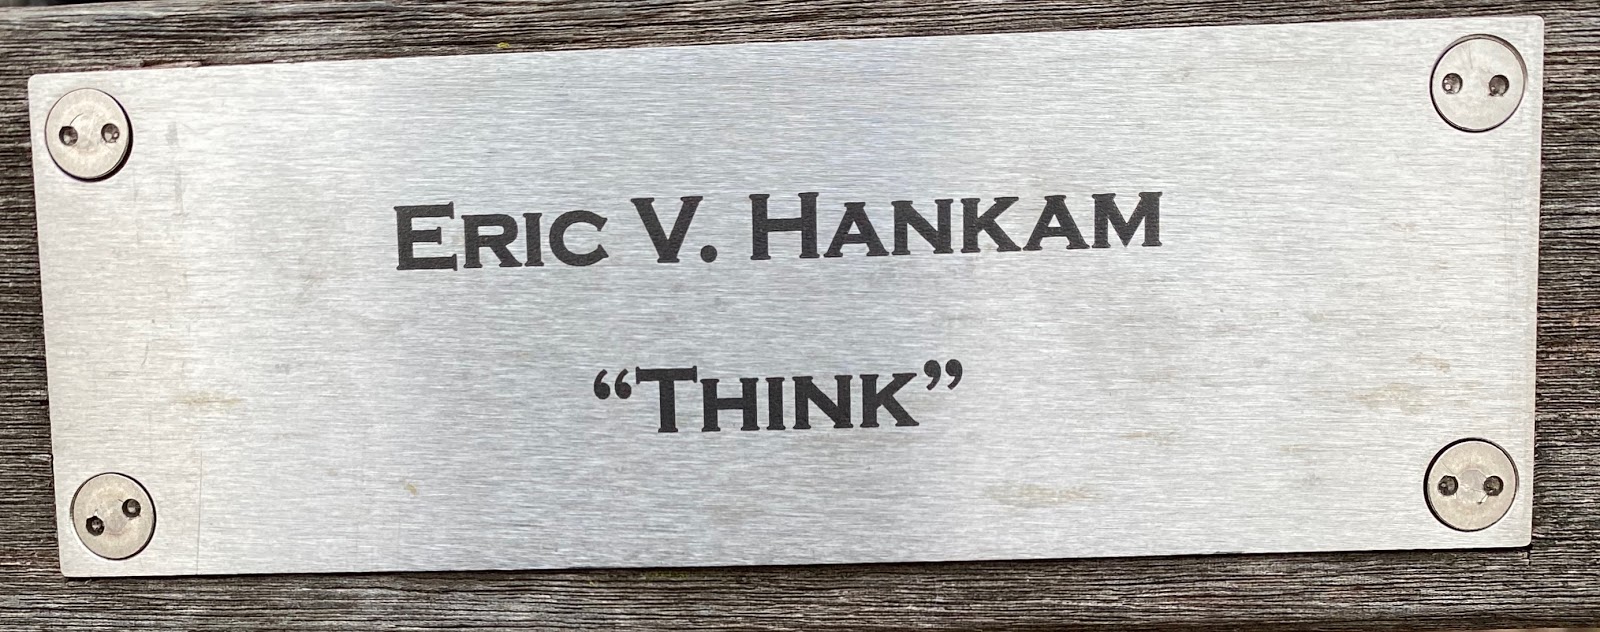 Eric V. Hankam
“Think”